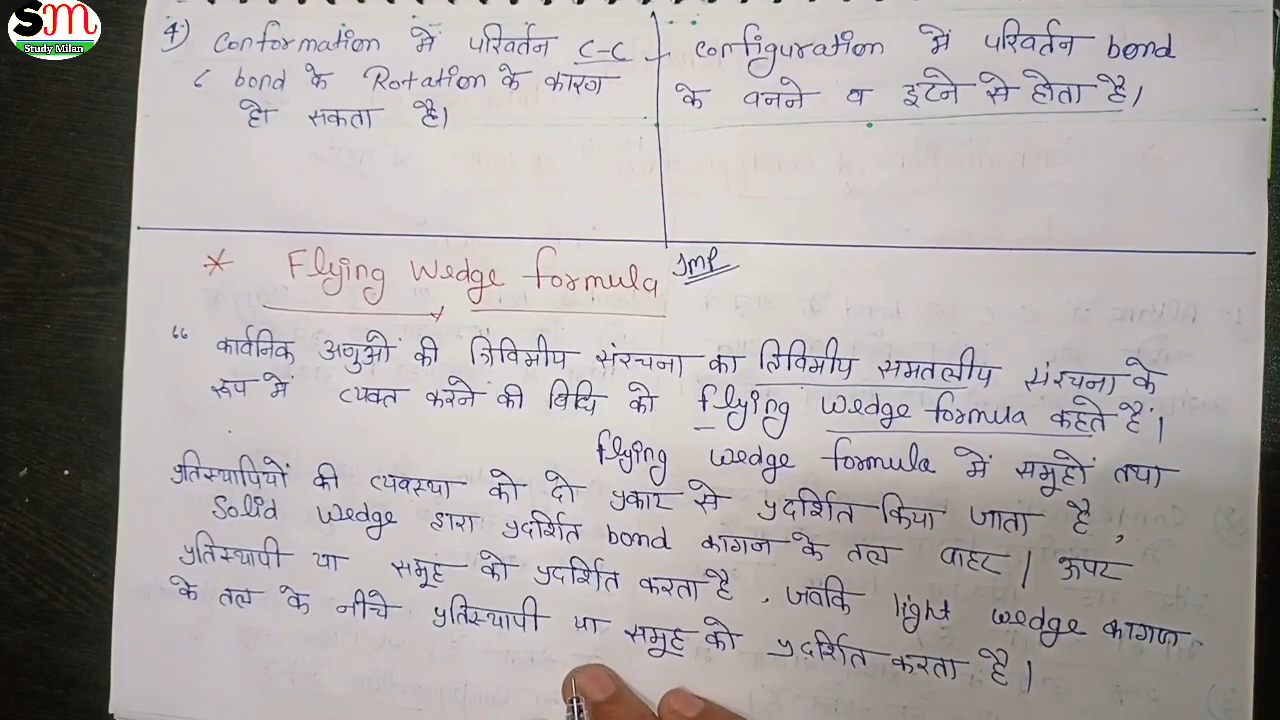 SM
Study Milan
4) Conformation में परिवर्तन C-C
6 bond के Rotation के कारण
हो सकता है।
Configuration में परिवर्तन bond
के बनने व टुटने से होता है।
* Flying Wedge formula Imp
“ कार्बनिक अणुओं की त्रिविमीय संरचना का त्रिविमीय समतलीय संरचना के
रूप में व्यक्त करने की विधि को flying wedge formula कहते हैं।
flying wedge formula में समूहों तथा
प्रतिस्थापियों की व्यवस्था को दो प्रकार से प्रदर्शित किया जाता है,
Solid wedge द्वारा प्रदर्शित bond कागज के तल बाहर / ऊपर
प्रतिस्थापी या समूह को प्रदर्शित करता है, जबकि light wedge कागज
के तल के नीचे प्रतिस्थापी या समूह को प्रदर्शित करता है।